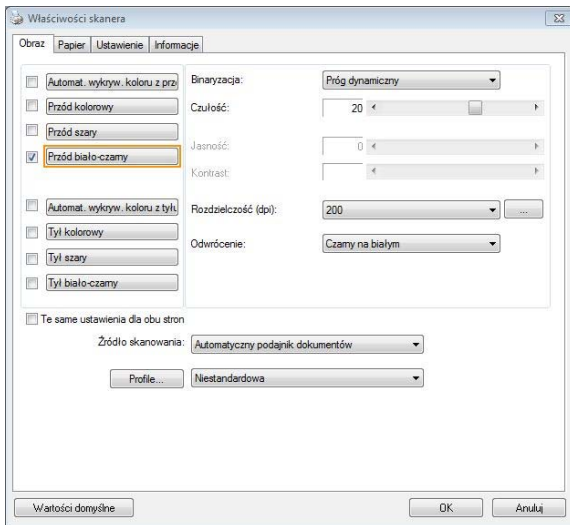 Właściwości skanera
Obraz Papier Ustawienie Informacje
Automat. wykryw. koloru z prz
Przód kolorowy
Przód szary
Przód biało-czarny
Automat. wykryw. koloru z tyłu
Tył kolorowy
Tył szary
Tył biało-czarny
Binaryzacja: Próg dynamiczny
Czułość: 20
Jasność: 0
Kontrast:
Rozdzielczość (dpi): 200 ...
Odwrócenie: Czarny na białym
Te same ustawienia dla obu stron
Źródło skanowania: Automatyczny podajnik dokumentów
Profile... Niestandardowa
Wartości domyślne OK Anuluj